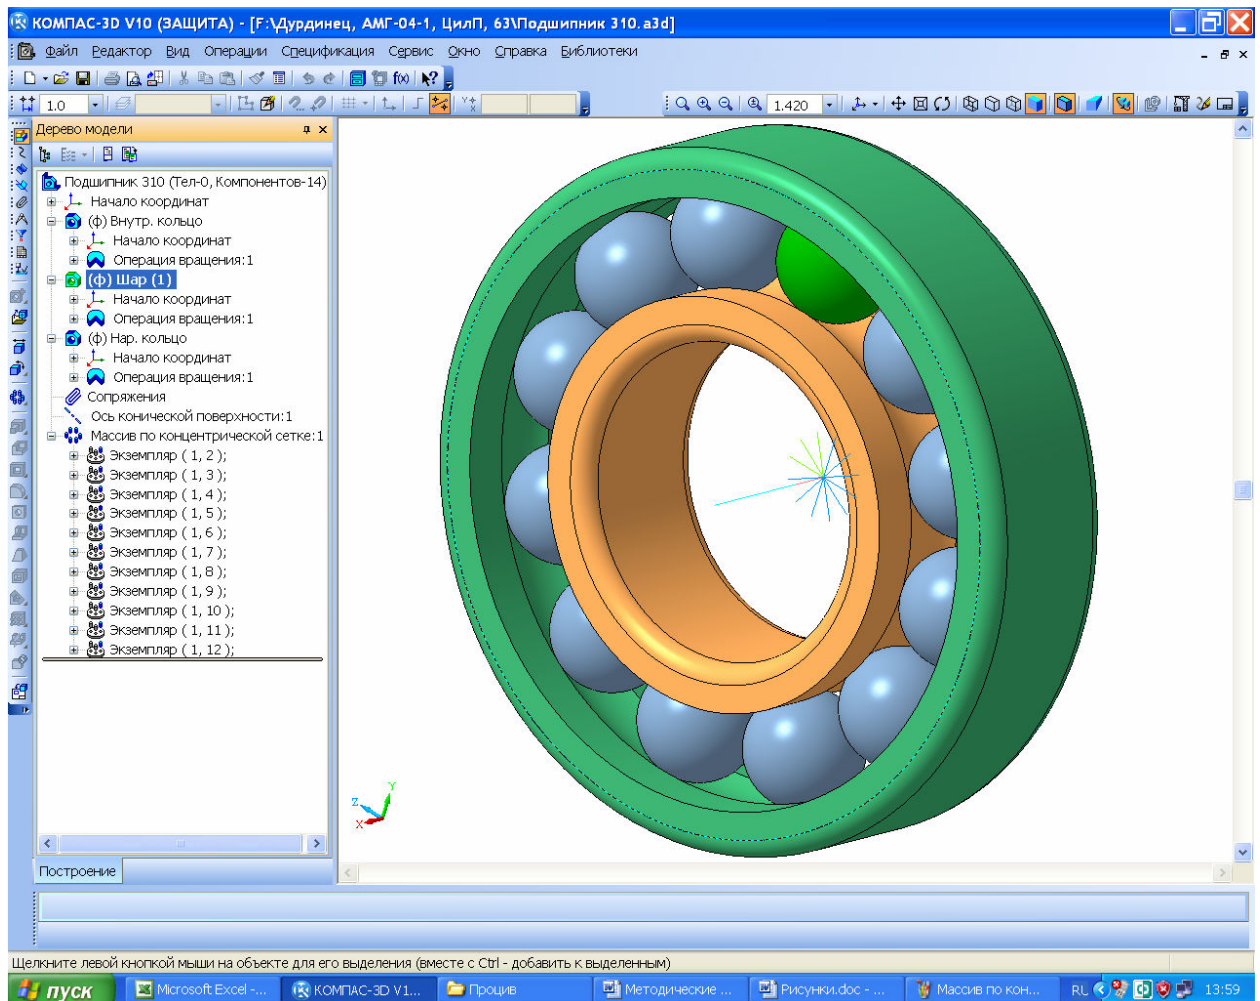 КОМПАС-3D V10 (ЗАЩИТА) - [F:\Дурдинец, АМГ-04-1, ЦилП, 63\Подшипник 310.a3d]
Файл Редактор Вид Операции Спецификация Сервис Окно Справка Библиотеки
f(x)
1.0
1.420
Дерево модели
Подшипник 310 (Тел-0, Компонентов-14)
Начало координат
(ф) Внутр. кольцо
Начало координат
Операция вращения:1
(ф) Шар (1)
Начало координат
Операция вращения:1
(ф) Нар. кольцо
Начало координат
Операция вращения:1
Сопряжения
Ось конической поверхности:1
Массив по концентрической сетке:1
Экземпляр ( 1, 2 );
Экземпляр ( 1, 3 );
Экземпляр ( 1, 4 );
Экземпляр ( 1, 5 );
Экземпляр ( 1, 6 );
Экземпляр ( 1, 7 );
Экземпляр ( 1, 8 );
Экземпляр ( 1, 9 );
Экземпляр ( 1, 10 );
Экземпляр ( 1, 11 );
Экземпляр ( 1, 12 );
Y
Z
X
Построение
Щелкните левой кнопкой мыши на объекте для его выделения (вместе с Ctrl - добавить к выделенным)
пуск
Microsoft Excel -...
КОМПАС-3D V1...
Процив
Методические ...
Рисунки.doc - ...
Массив по кон...
RU
13:59